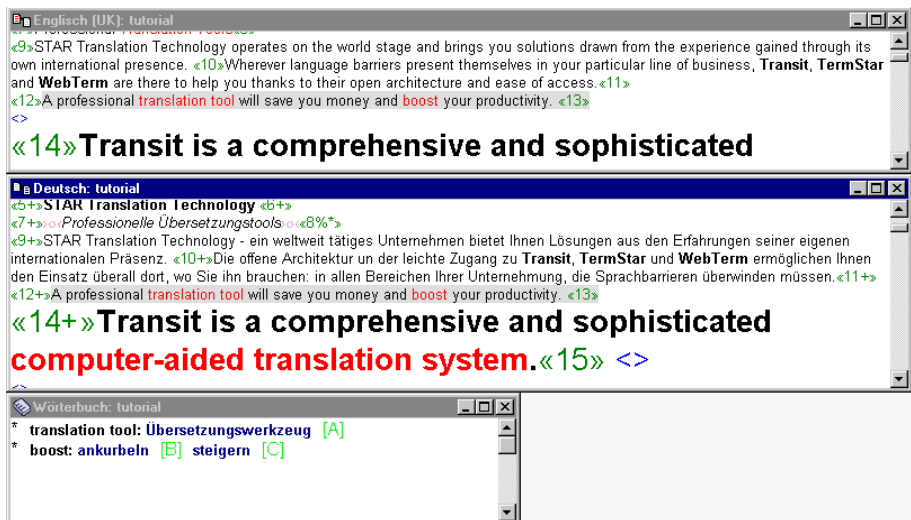 Englisch (UK): tutorial
«7»Professional Translation Tools«8»
«9»STAR Translation Technology operates on the world stage and brings you solutions drawn from the experience gained through its
own international presence. «10»Wherever language barriers present themselves in your particular line of business, Transit, TermStar
and WebTerm are there to help you thanks to their open architecture and ease of access.«11»
«12»A professional translation tool will save you money and boost your productivity. «13»
<>
«14»Transit is a comprehensive and sophisticated
Deutsch: tutorial
«5+»STAR Translation Technology «6+»
«7+»›o‹Professionelle Übersetzungstools›o‹«8%*»
«9+»STAR Translation Technology - ein weltweit tätiges Unternehmen bietet Ihnen Lösungen aus den Erfahrungen seiner eigenen
internationalen Präsenz. «10+»Die offene Architektur un der leichte Zugang zu Transit, TermStar und WebTerm ermöglichen Ihnen
den Einsatz überall dort, wo Sie ihn brauchen: in allen Bereichen Ihrer Unternehmung, die Sprachbarrieren überwinden müssen.«11+»
«12+»A professional translation tool will save you money and boost your productivity. «13»
«14+»Transit is a comprehensive and sophisticated
computer-aided translation system.«15» <>
<>
Wörterbuch: tutorial
* translation tool: Übersetzungswerkzeug [A]
* boost: ankurbeln [B] steigern [C]